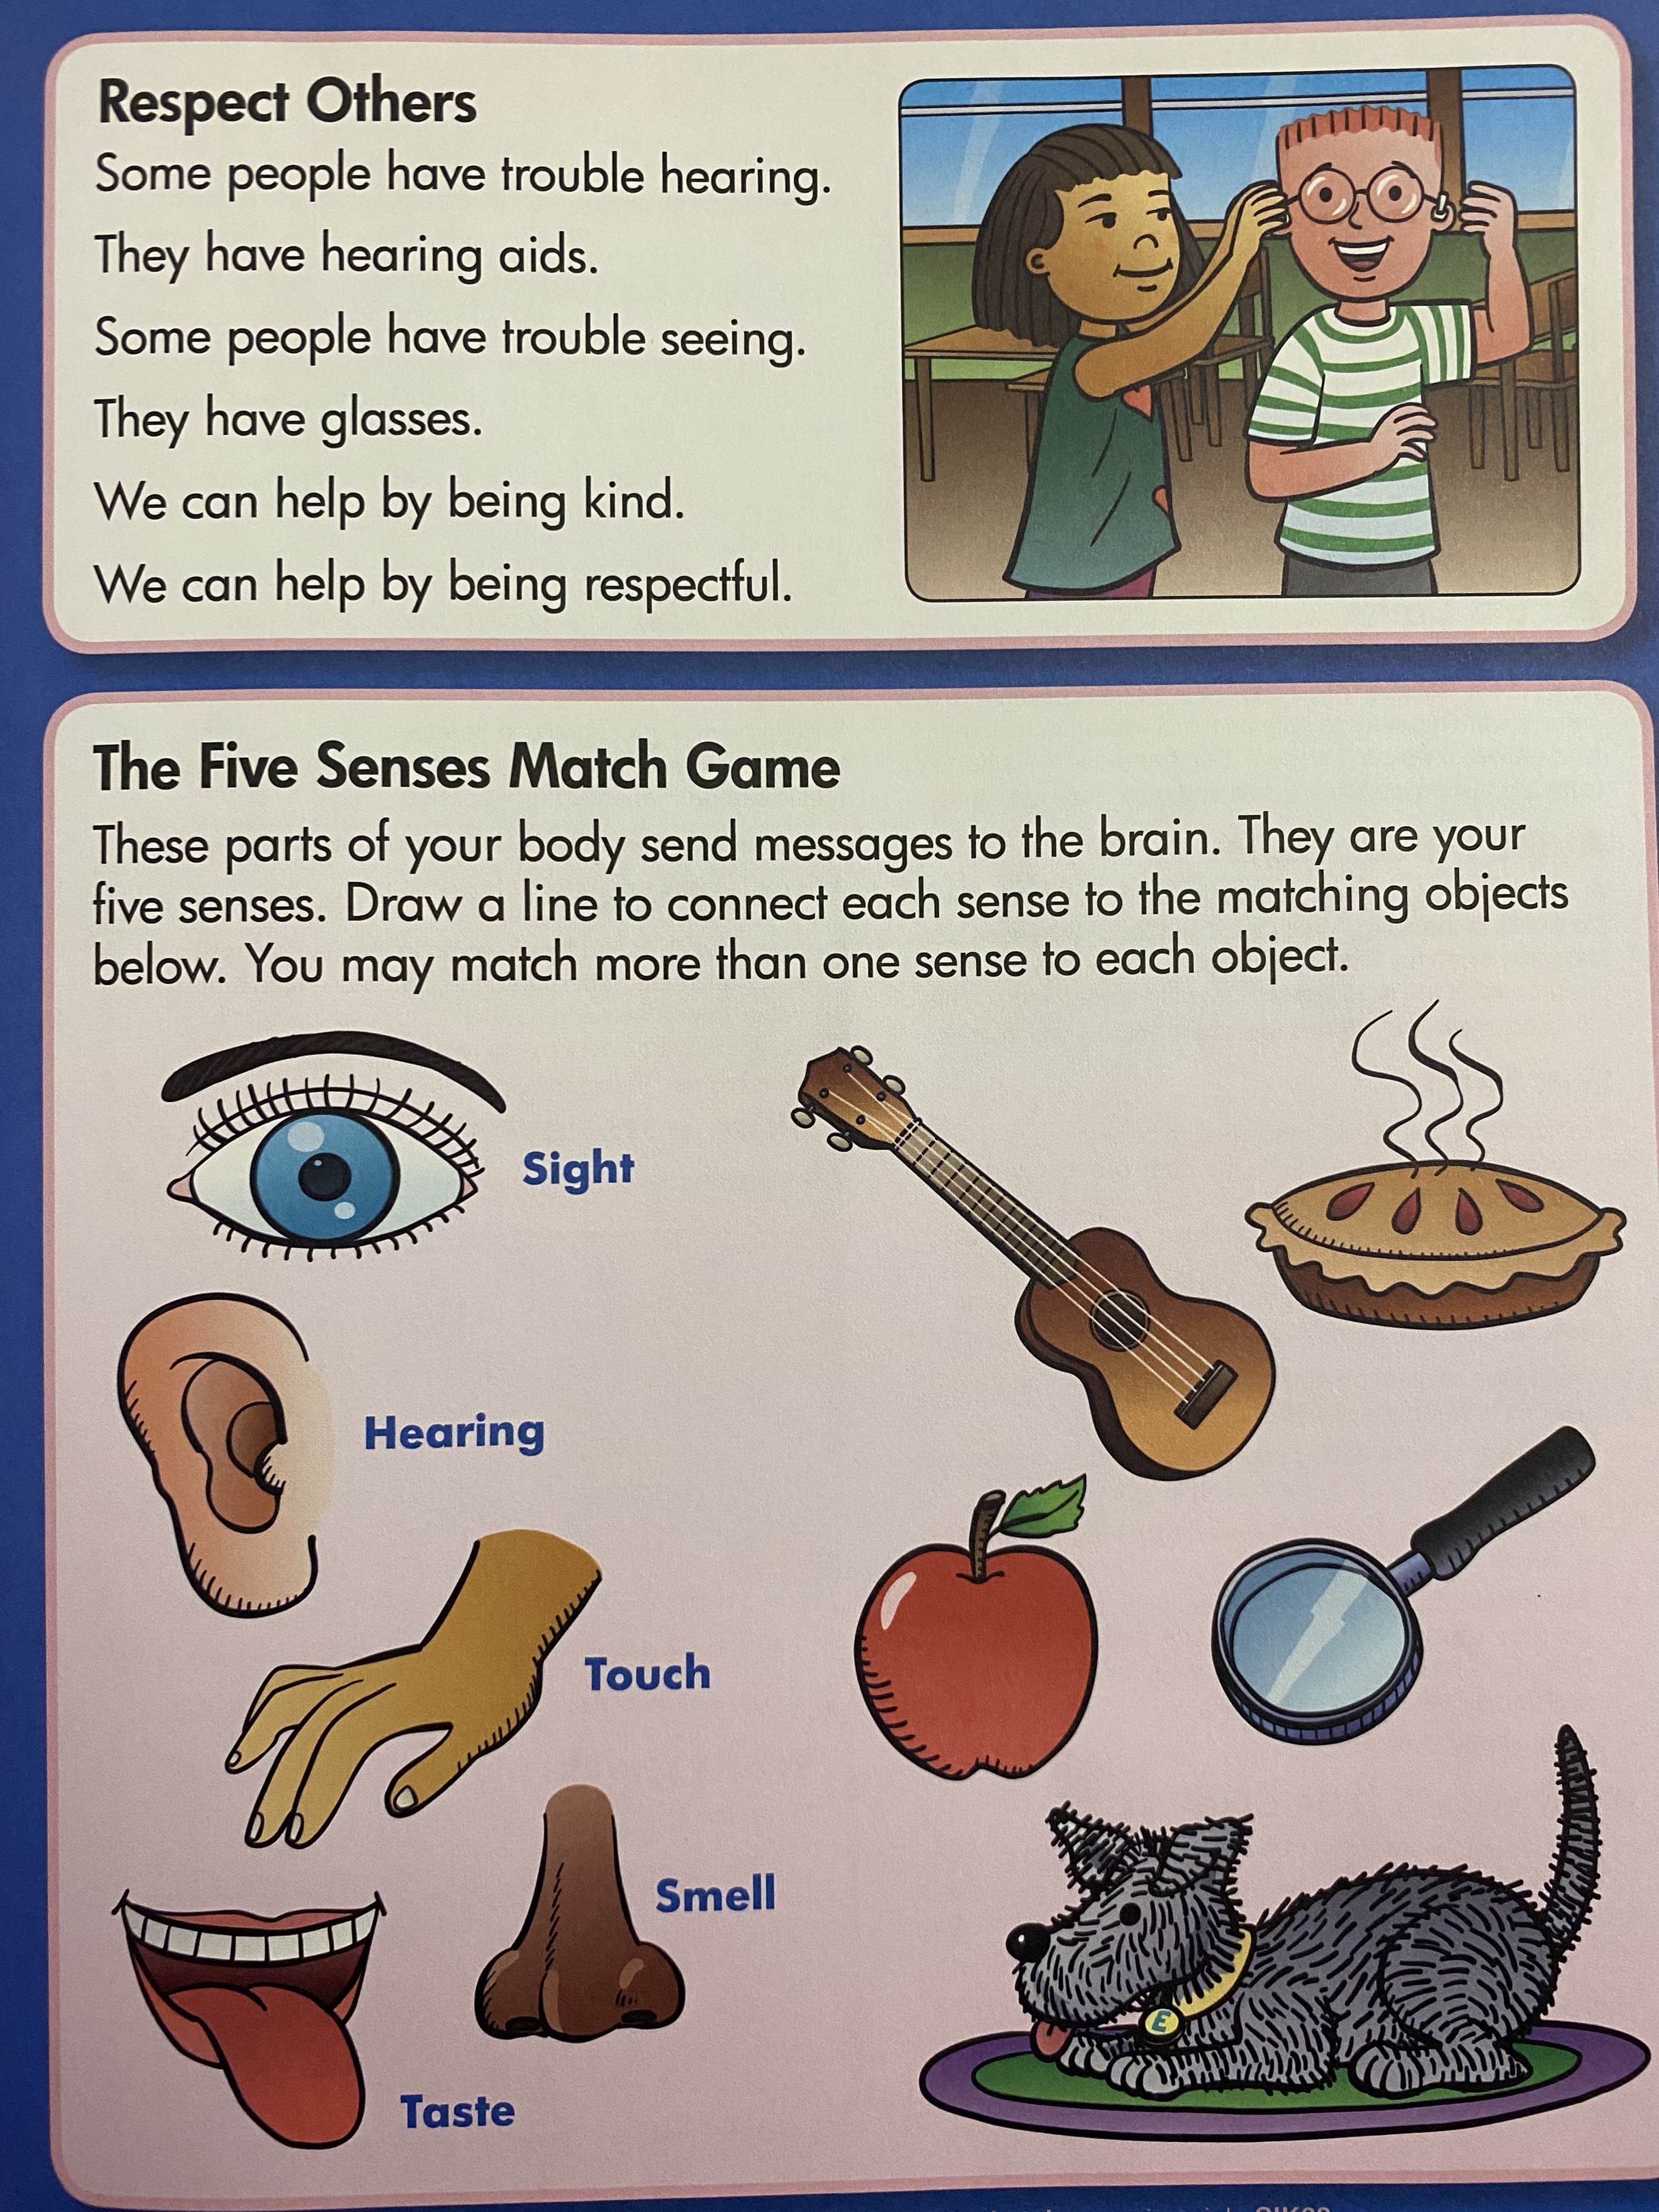 Respect Others
Some people have trouble hearing.
They have hearing aids.
Some people have trouble seeing.
They have glasses.
We can help by being kind.
We can help by being respectful.
The Five Senses Match Game
These parts of your body send messages to the brain. They are your
five senses. Draw a line to connect each sense to the matching objects
below. You may match more than one sense to each object.
Sight
Hearing
Touch
Smell
E
Taste